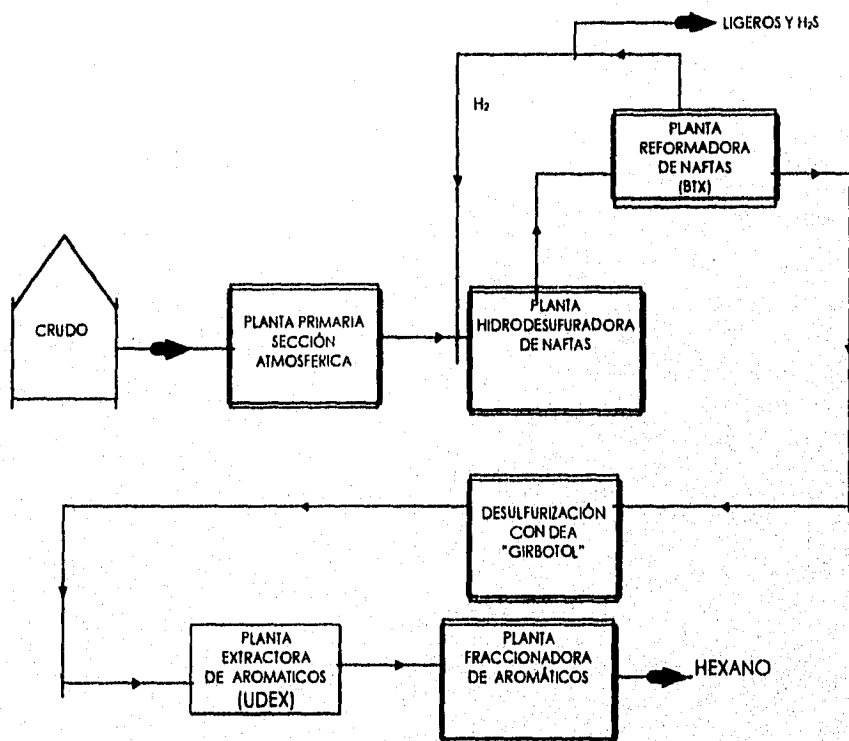 LIGEROS Y H₂S
H₂
PLANTA
REFORMADORA
DE NAFTAS
(BTX)
CRUDO
PLANTA PRIMARIA
SECCIÓN
ATMOSFERICA
PLANTA
HIDRODESUFURADORA
DE NAFTAS
DESULFURIZACIÓN
CON DEA
"GIRBOTOL"
PLANTA
EXTRACTORA
DE AROMATICOS
(UDEX)
PLANTA
FRACCIONADORA
DE AROMÁTICOS
HEXANO